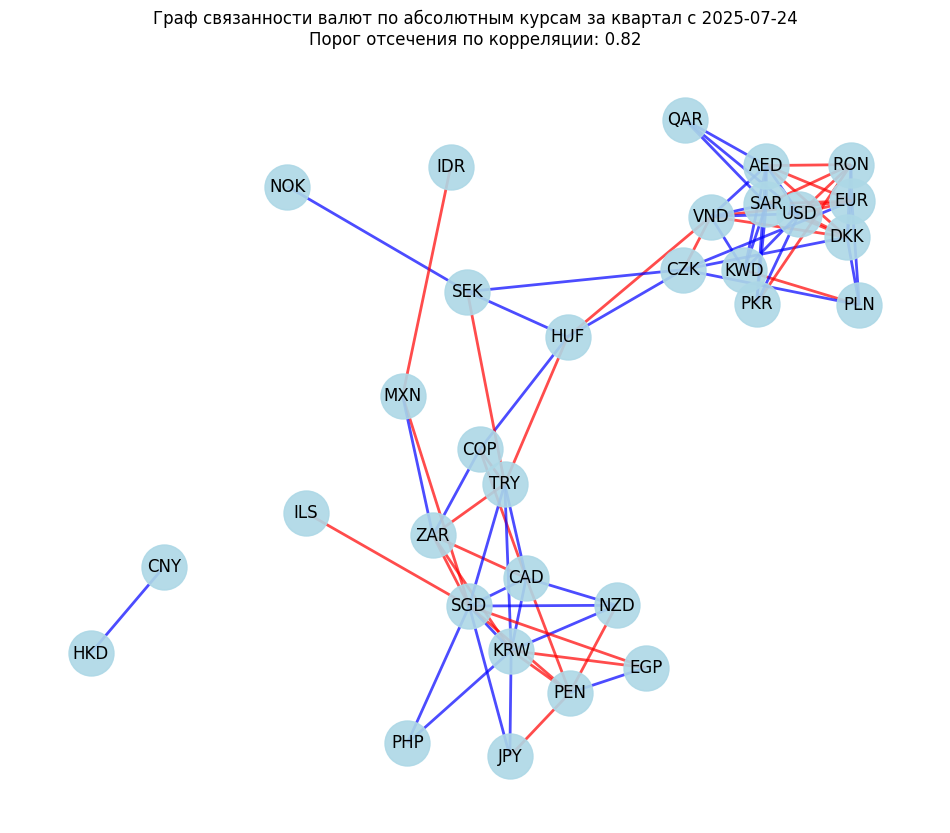 Граф связанности валют по абсолютным курсам за квартал с 2025-07-24
Порог отсечения по корреляции: 0.82
QAR
AED
RON
IDR
NOK
EUR
SAR
USD
VND
DKK
CZK
KWD
SEK
PKR
PLN
HUF
MXN
COP
TRY
ILS
ZAR
CNY
CAD
SGD
NZD
HKD
KRW
EGP
PEN
PHP
JPY